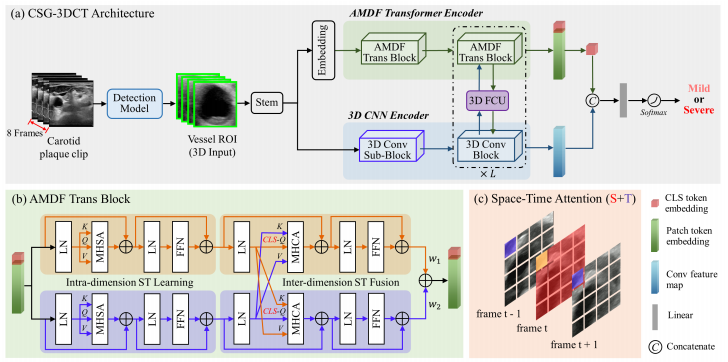 (a) CSG-3DCT Architecture
AMDF Transformer Encoder
Embedding
AMDF
Trans Block
AMDF
Trans Block
8 Frames
Carotid
plaque clip
Detection
Model
Vessel ROI
(3D Input)
Stem
3D FCU
3D CNN Encoder
3D Conv
Sub-Block
3D Conv
Block
× L
C
Linear
Softmax
Mild
or
Severe
(b) AMDF Trans Block
LN
K
Q
V
MHSA
LN
FFN
LN
K
CLS-Q
V
MHCA
LN
FFN
w1
Intra-dimension ST Learning
Inter-dimension ST Fusion
LN
K
Q
V
MHSA
LN
FFN
LN
K
CLS-Q
V
MHCA
LN
FFN
w2
(c) Space-Time Attention (S+T)
frame t - 1
frame t
frame t + 1
CLS token
embedding
Patch token
embedding
Conv feature
map
Linear
C Concatenate